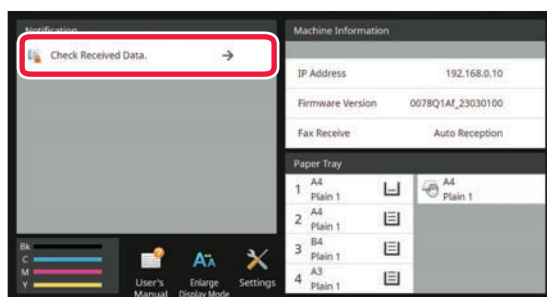 Notification
Check Received Data.
Machine Information
IP Address 192.168.0.10
Firmware Version 0078Q1Af_23030100
Fax Receive Auto Reception
Paper Tray
1 A4
Plain 1
2 A4
Plain 1
3 B4
Plain 1
4 A3
Plain 1
A4
Plain 1
Bk
C
M
Y
User's
Manual
Enlarge
Display Mode
Settings